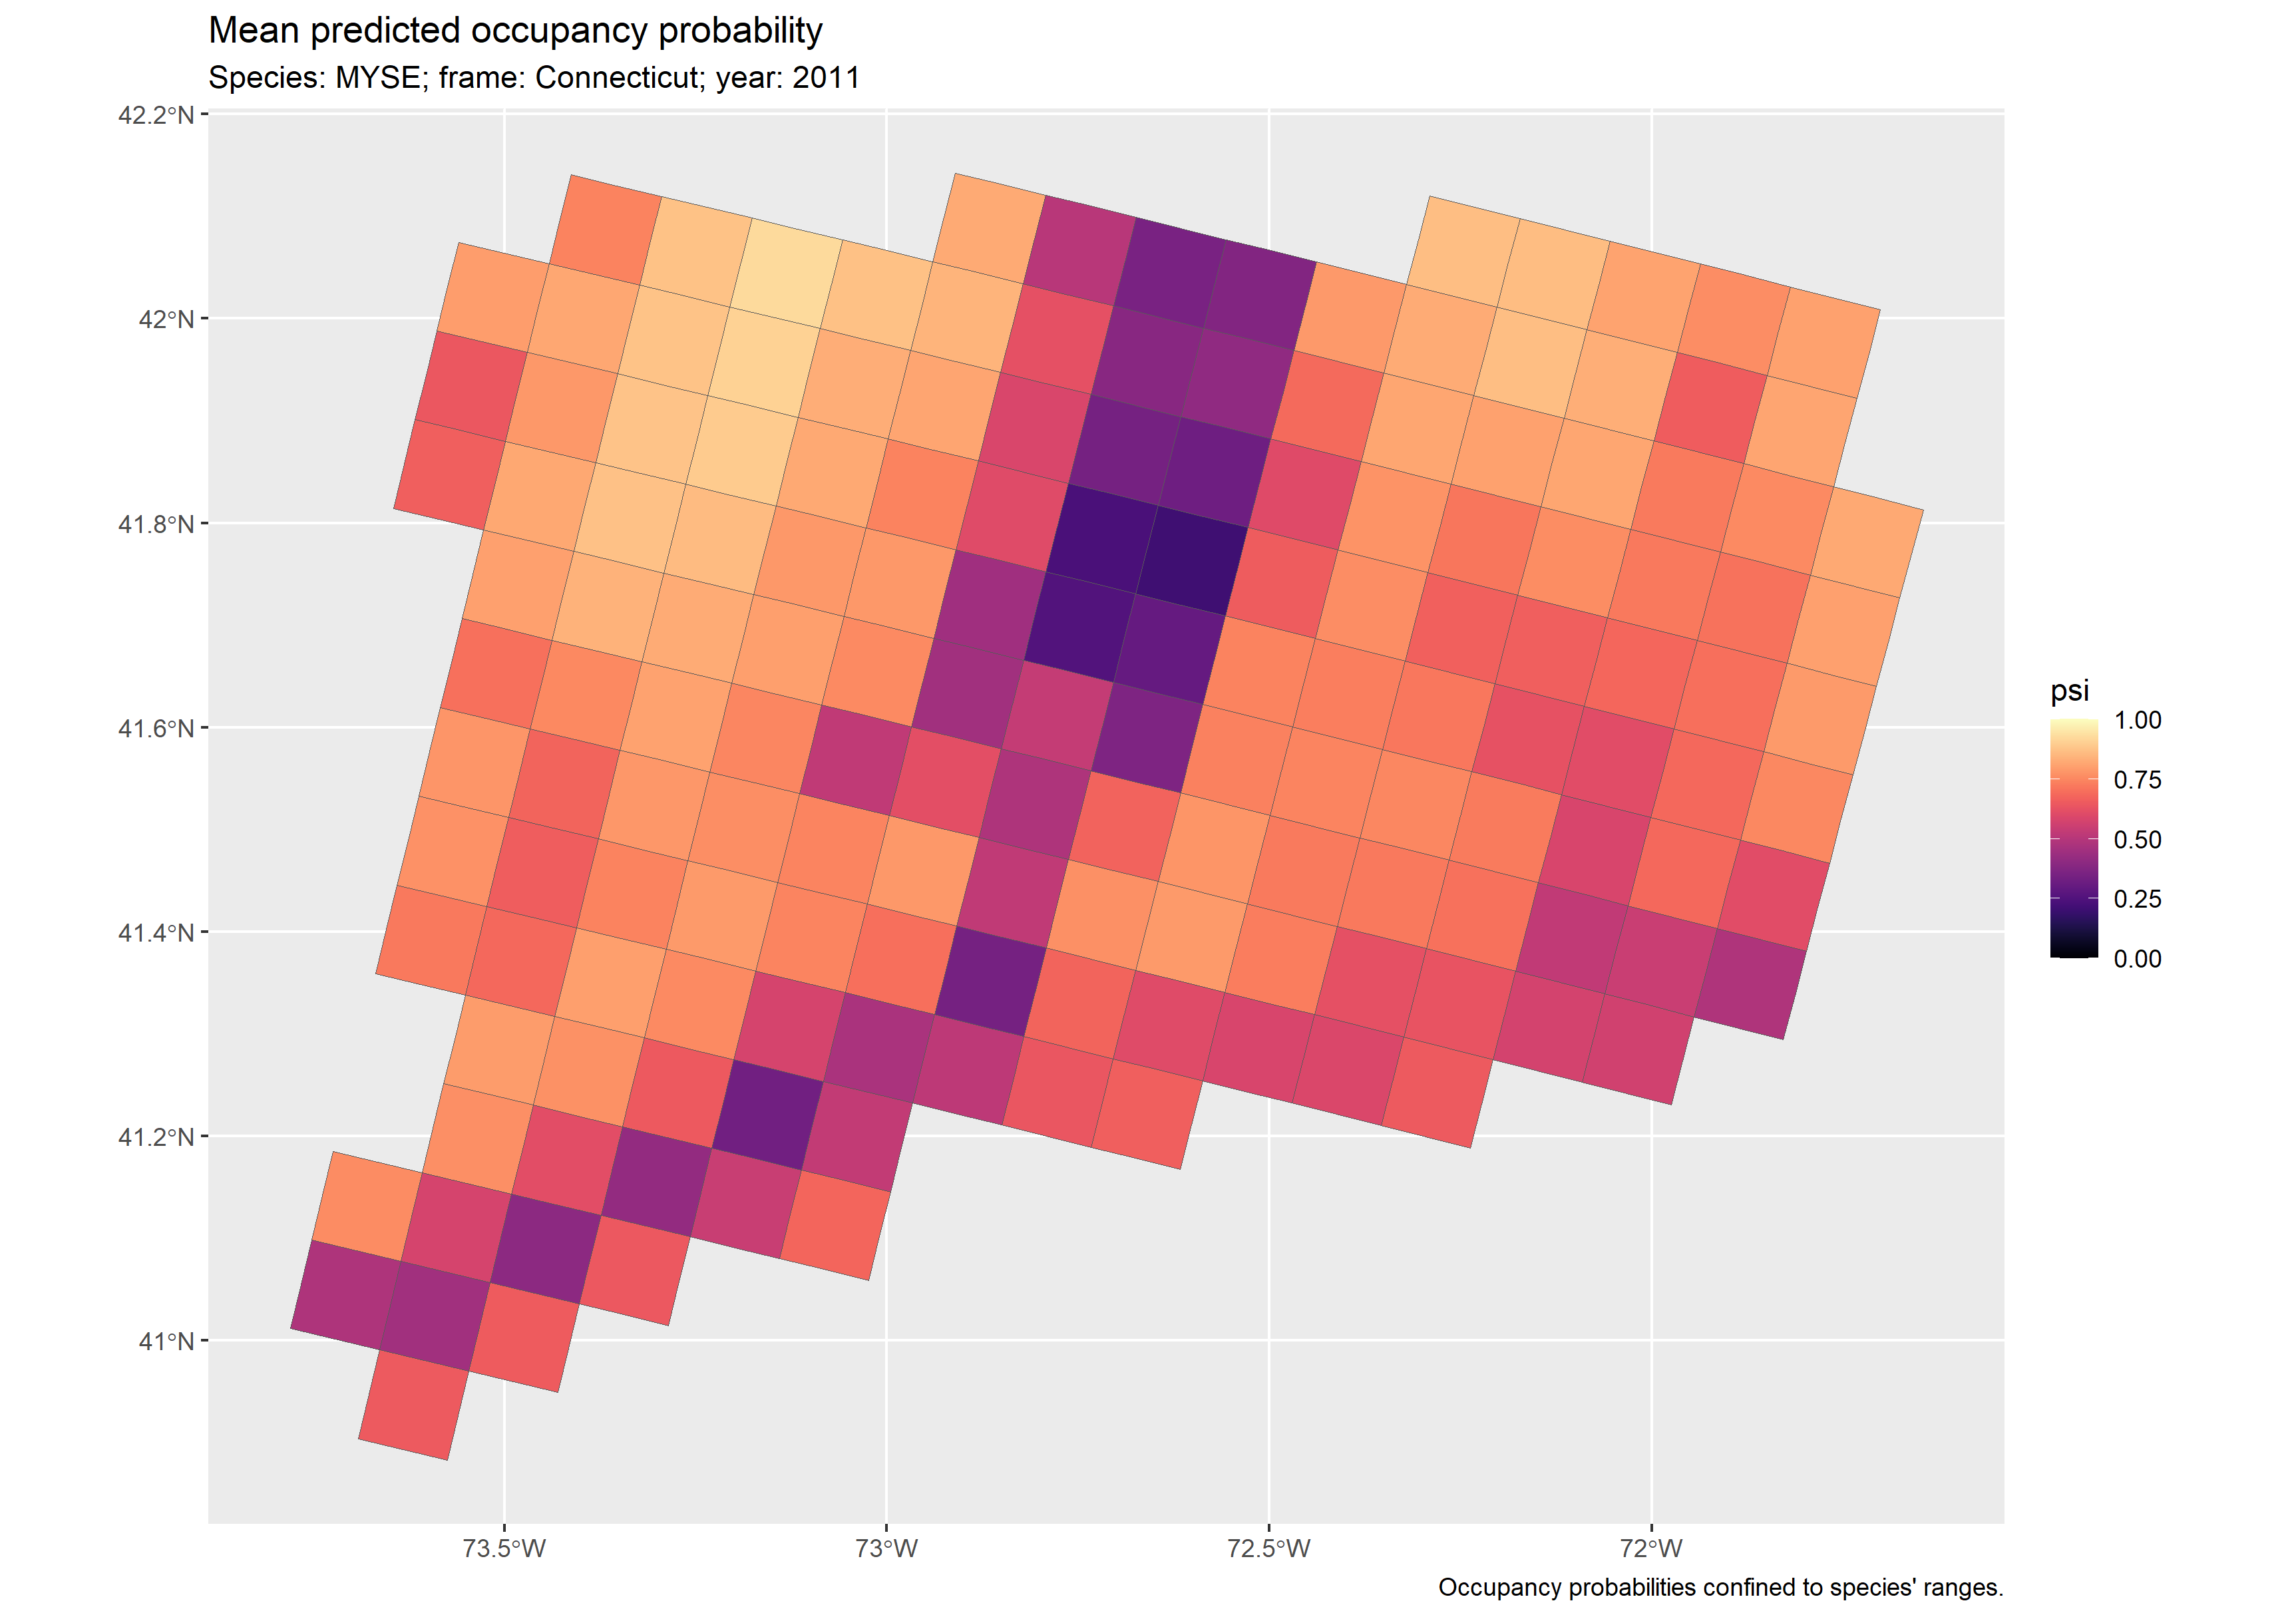 Mean predicted occupancy probability
Species: MYSE; frame: Connecticut; year: 2011
42.2°N
42°N
41.8°N
41.6°N
41.4°N
41.2°N
41°N
73.5°W
73°W
72.5°W
72°W
psi
1.00
0.75
0.50
0.25
0.00
Occupancy probabilities confined to species' ranges.